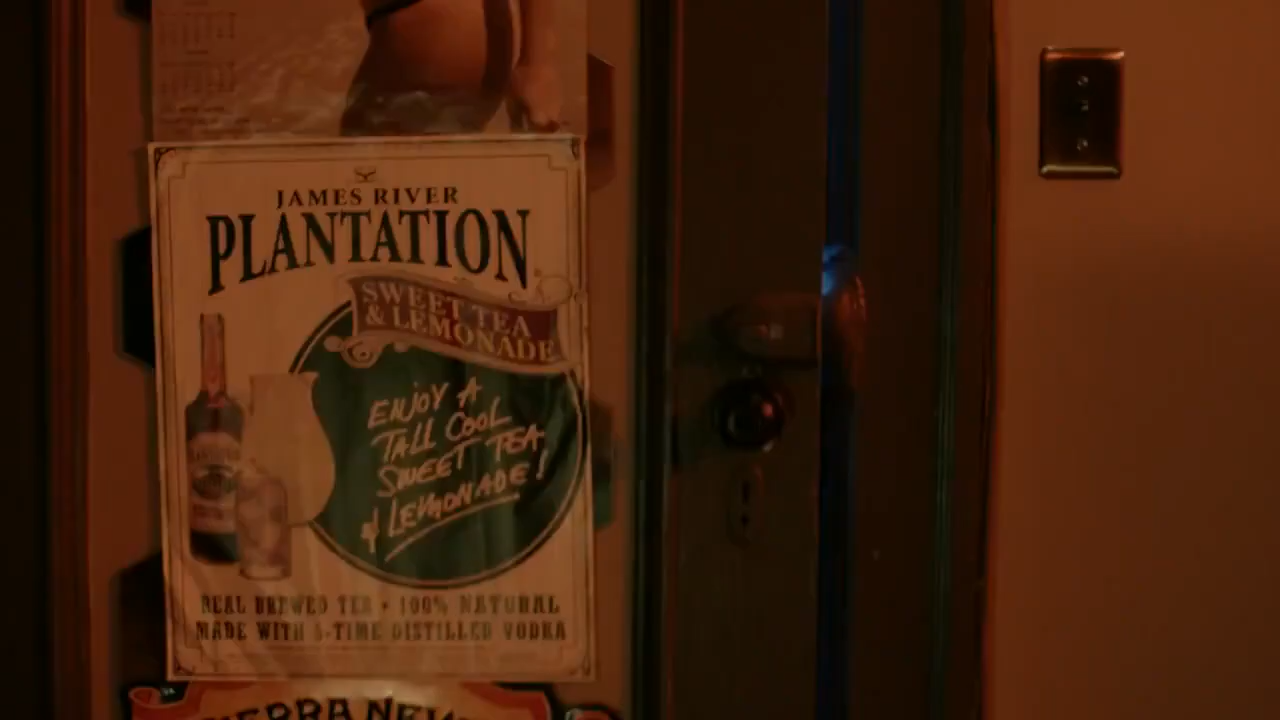 JAMES RIVER
PLANTATION
SWEET TEA
& LEMONADE
ENJOY A
TALL COOL
SWEET TEA
& LEMONADE!
REAL BREWED TEA • 100% NATURAL
MADE WITH 6-TIME DISTILLED VODKA